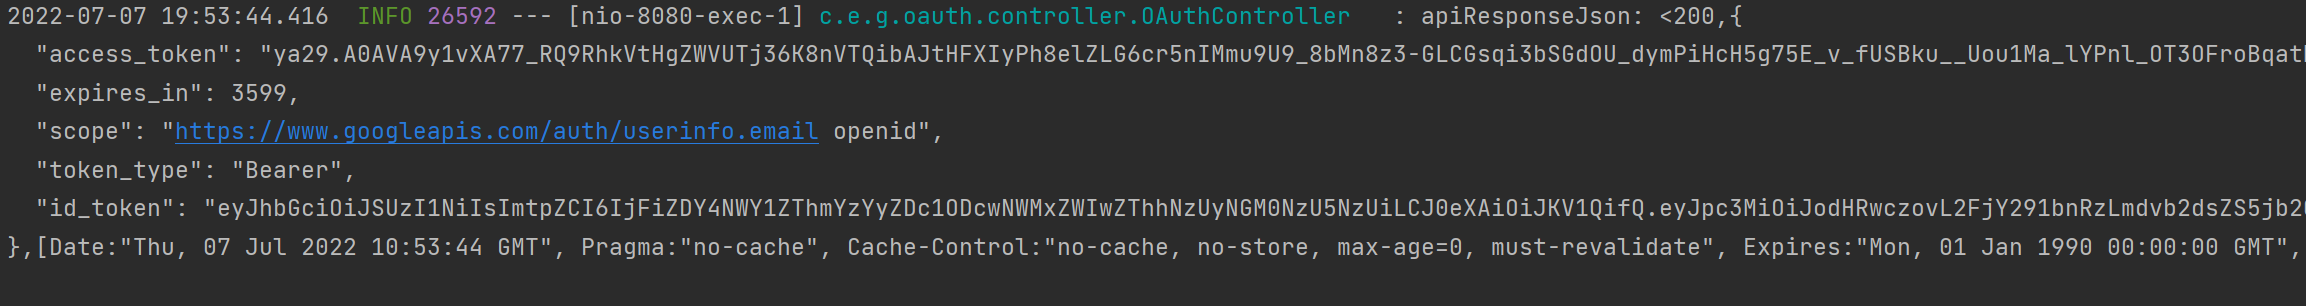 2022-07-07 19:53:44.416  INFO 26592 --- [nio-8080-exec-1] c.e.g.oauth.controller.OAuthController   : apiResponseJson: <200,{
  "access_token": "ya29.A0AVA9y1vXA77_RQ9RhkVtHgZWVUTj36K8nVTQibAJtHFXIyPh8elZLG6cr5nIMmu9U9_8bMn8z3-GLCGsqi3bSGdOU_dymPiHcH5g75E_v_fUSBku__Uou1Ma_lYPnl_OT3OFroBqat
  "expires_in": 3599,
  "scope": "https://www.googleapis.com/auth/userinfo.email openid",
  "token_type": "Bearer",
  "id_token": "eyJhbGciOiJSUzI1NiIsImtpZCI6IjFiZDY4NWY1ZThmYzYyZDc1ODcwNWMxZWIwZThhNzUyNGM0NzU5NzUiLCJ0eXAiOiJKV1QifQ.eyJpc3MiOiJodHRwczovL2FjY291bnRzLmdvb2dsZS5jb20
},[Date:"Thu, 07 Jul 2022 10:53:44 GMT", Pragma:"no-cache", Cache-Control:"no-cache, no-store, max-age=0, must-revalidate", Expires:"Mon, 01 Jan 1990 00:00:00 GMT",